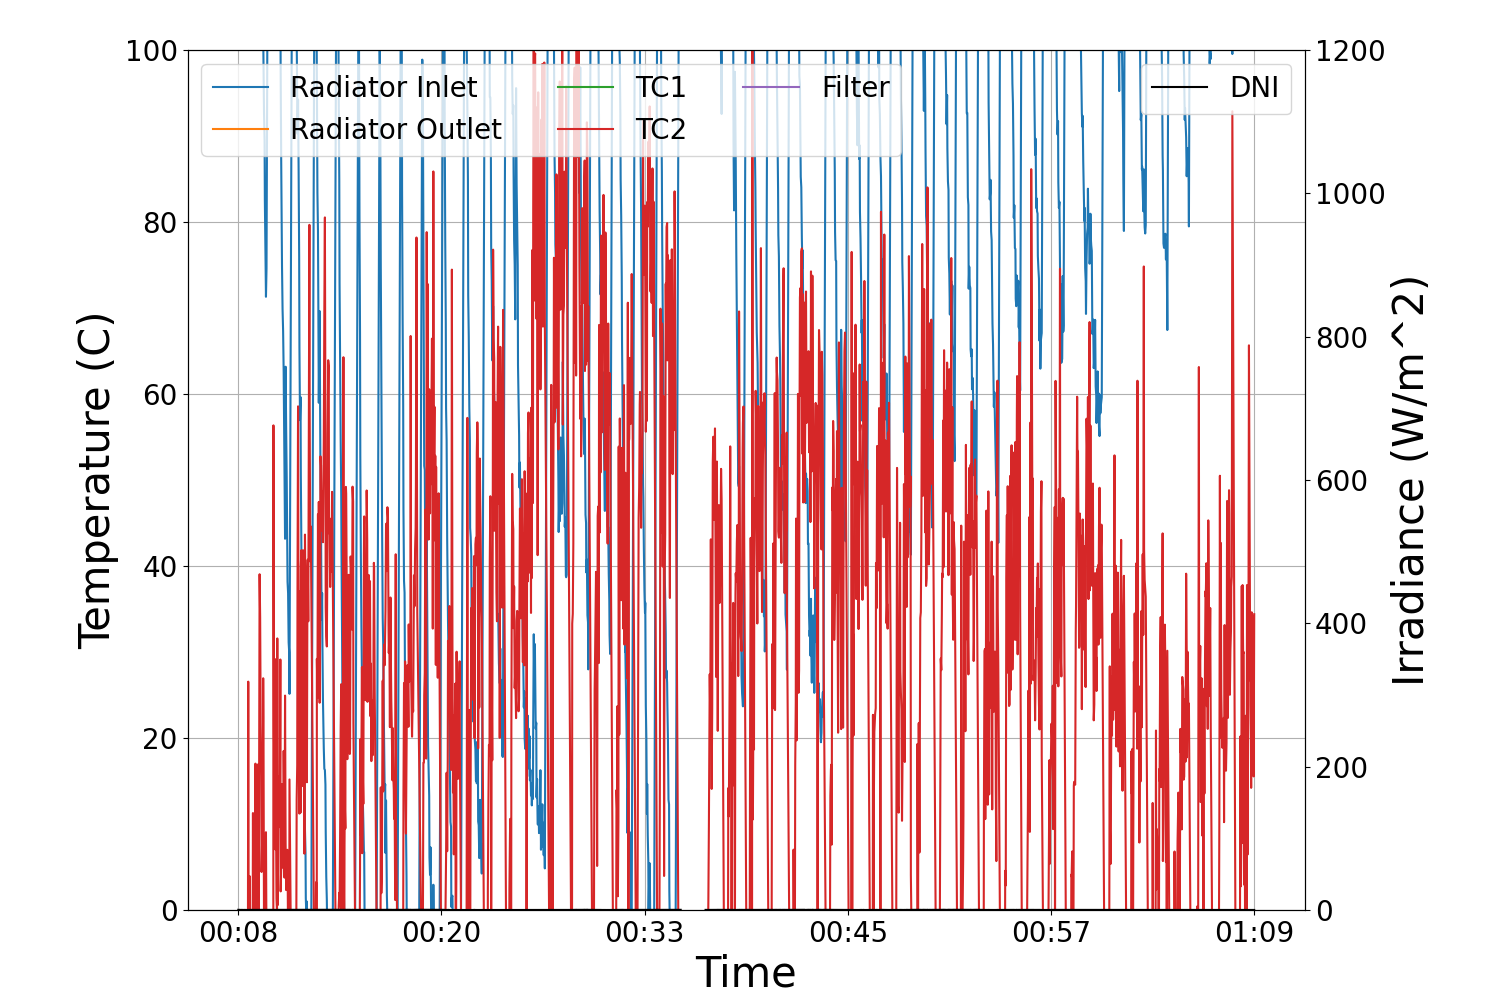 Radiator Inlet
Radiator Outlet
TC1
TC2
Filter
DNI
Temperature (C)
100
80
60
40
20
0
1200
1000
800
600
400
200
0
Irradiance (W/m^2)
00:08 00:20 00:33 00:45 00:57 01:09
Time